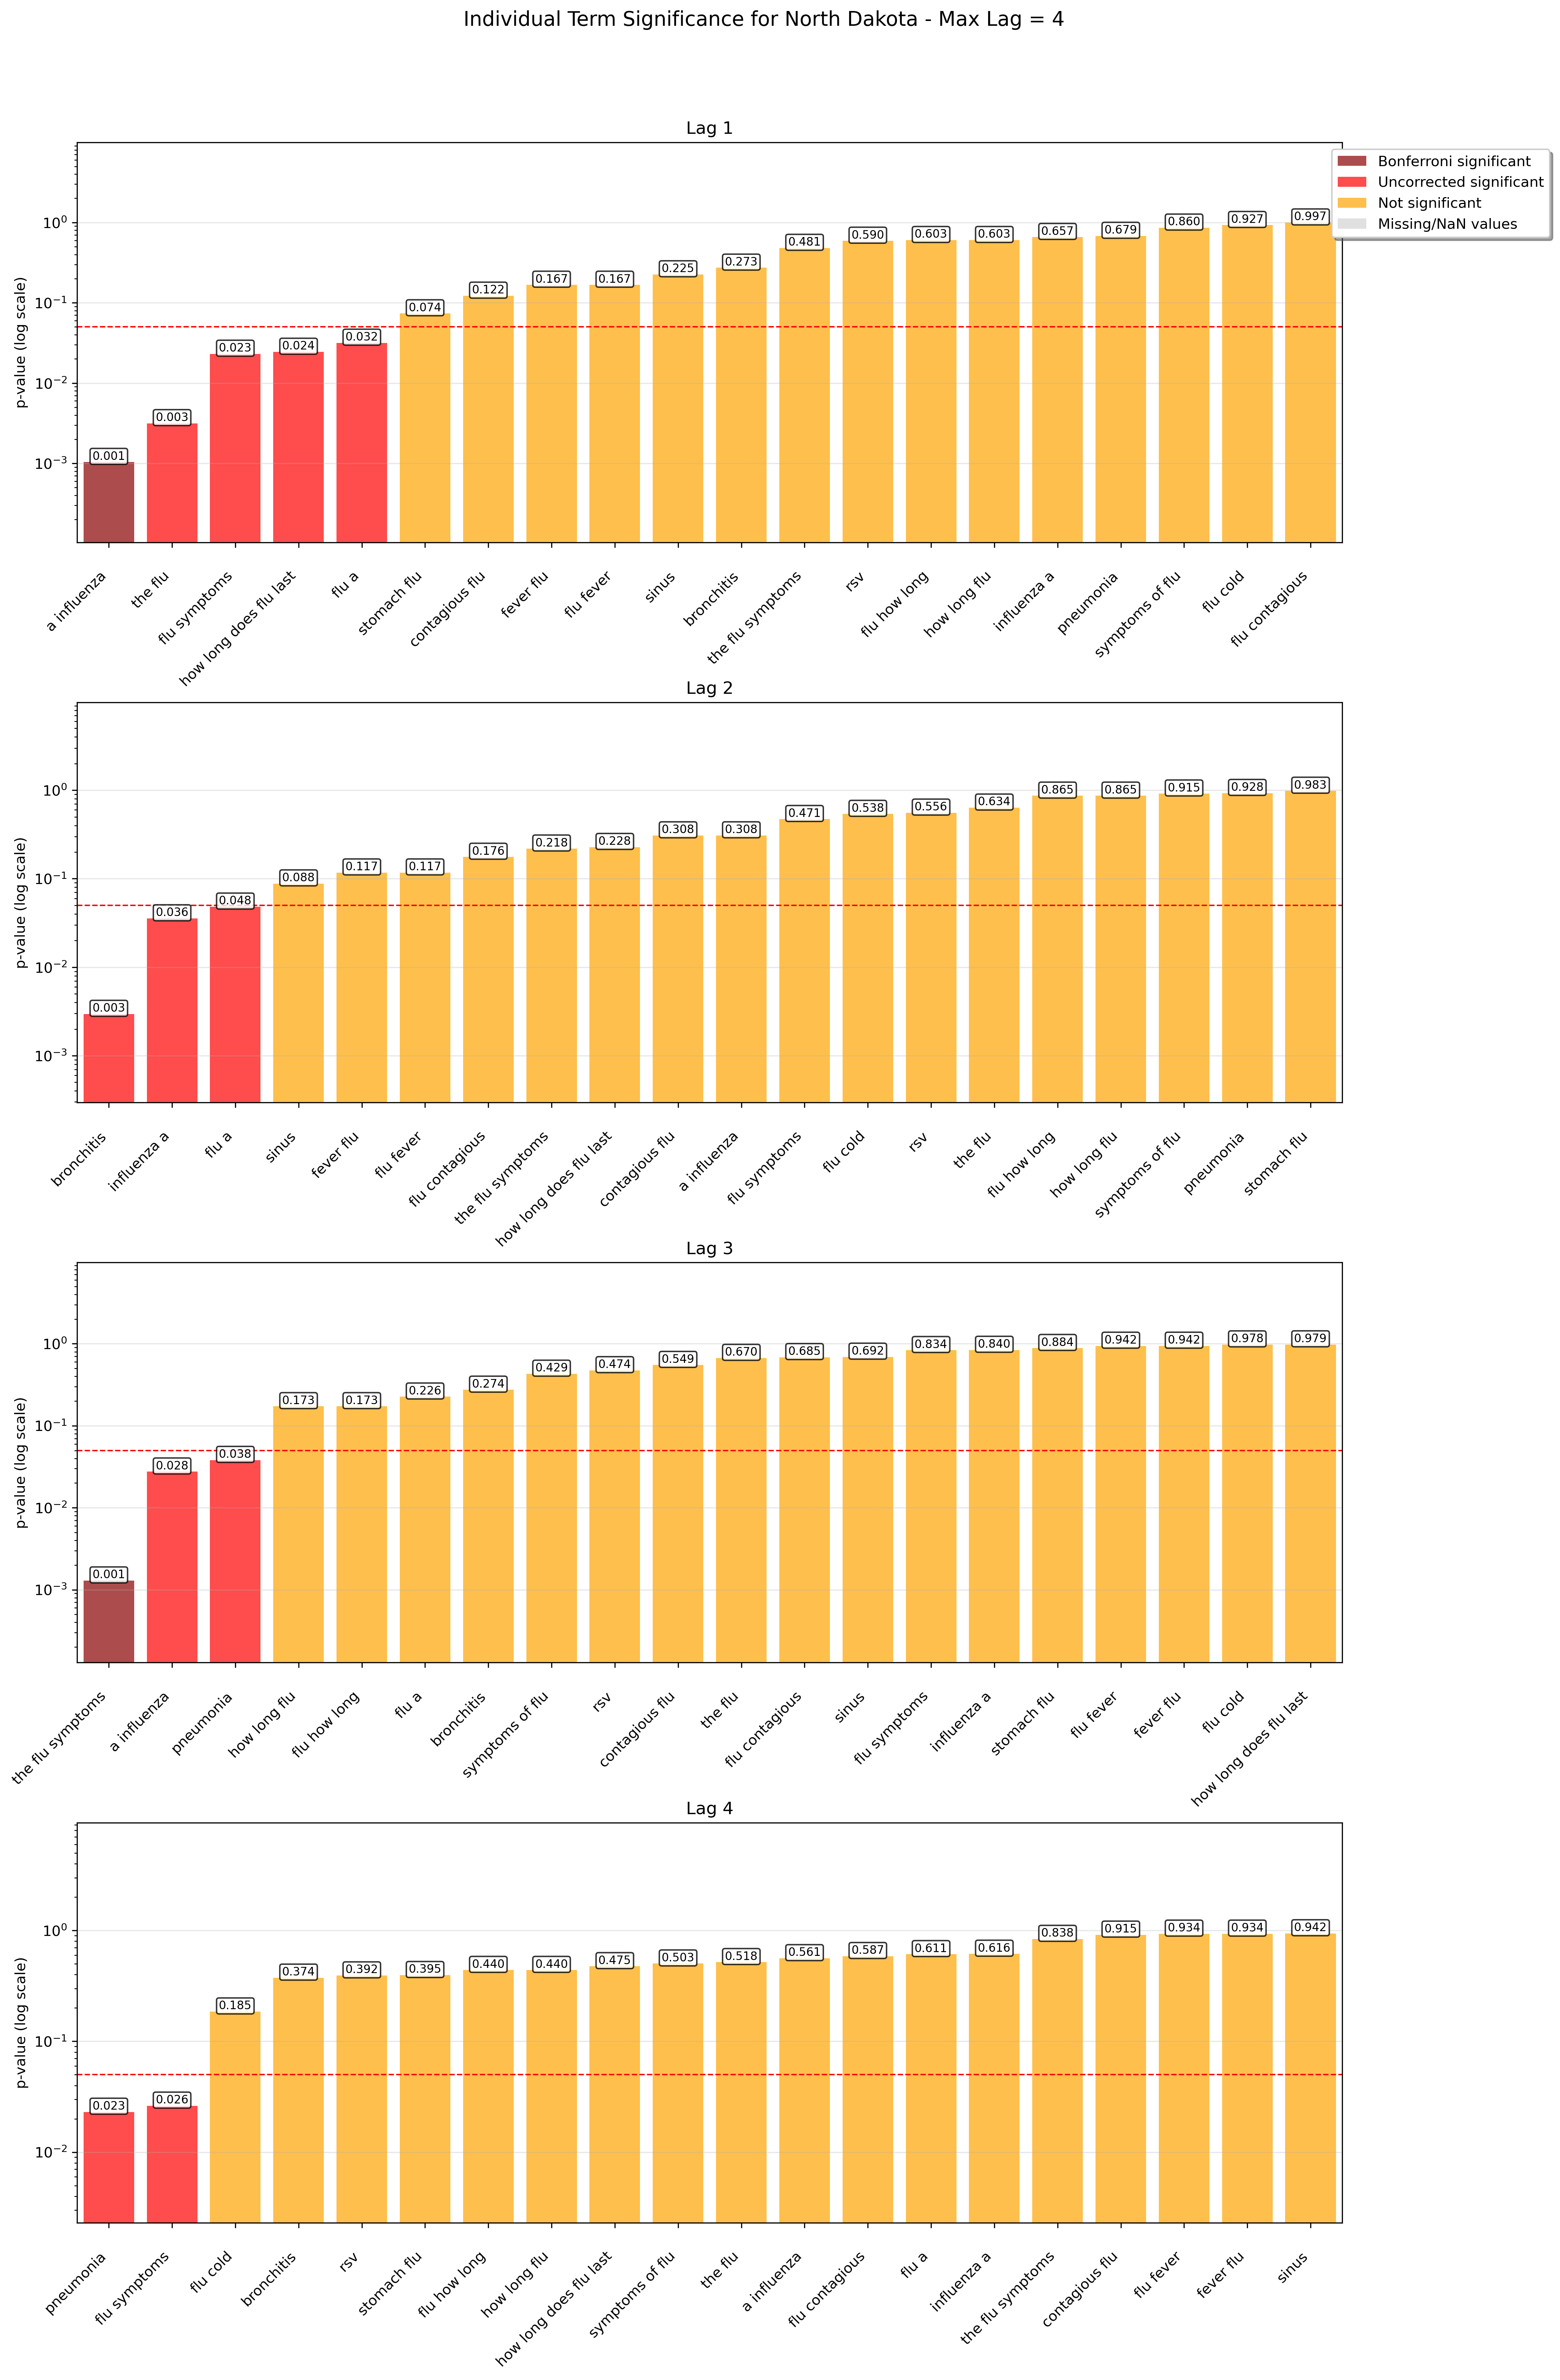 Individual Term Significance for North Dakota - Max Lag = 4
Lag 1
Bonferroni significant
Uncorrected significant
Not significant
Missing/NaN values
p-value (log scale)
10⁰
10⁻¹
10⁻²
10⁻³
0.001 0.003 0.023 0.024 0.032 0.074 0.122 0.167 0.167 0.225 0.273 0.481 0.590 0.603 0.603 0.657 0.679 0.860 0.927 0.997
a influenza
the flu
flu symptoms
how long does flu last
flu a
stomach flu
contagious flu
fever flu
flu fever
sinus
bronchitis
the flu symptoms
rsv
flu how long
how long flu
influenza a
pneumonia
symptoms of flu
flu cold
flu contagious
Lag 2
p-value (log scale)
10⁰
10⁻¹
10⁻²
10⁻³
0.003 0.036 0.048 0.088 0.117 0.117 0.176 0.218 0.228 0.308 0.308 0.471 0.538 0.556 0.634 0.865 0.865 0.915 0.928 0.983
bronchitis
influenza a
flu a
sinus
fever flu
flu fever
flu contagious
the flu symptoms
how long does flu last
contagious flu
a influenza
flu symptoms
flu cold
rsv
the flu
flu how long
how long flu
symptoms of flu
pneumonia
stomach flu
Lag 3
p-value (log scale)
10⁰
10⁻¹
10⁻²
10⁻³
0.001 0.028 0.038 0.173 0.173 0.226 0.274 0.429 0.474 0.549 0.670 0.685 0.692 0.834 0.840 0.884 0.942 0.942 0.978 0.979
the flu symptoms
a influenza
pneumonia
how long flu
flu how long
flu a
bronchitis
symptoms of flu
rsv
contagious flu
the flu
flu contagious
sinus
flu symptoms
influenza a
stomach flu
flu fever
fever flu
flu cold
how long does flu last
Lag 4
p-value (log scale)
10⁰
10⁻¹
10⁻²
0.023 0.026 0.185 0.374 0.392 0.395 0.440 0.440 0.475 0.503 0.518 0.561 0.587 0.611 0.616 0.838 0.915 0.934 0.934 0.942
pneumonia
flu symptoms
flu cold
bronchitis
rsv
stomach flu
flu how long
how long flu
how long does flu last
symptoms of flu
the flu
a influenza
flu contagious
flu a
influenza a
the flu symptoms
contagious flu
flu fever
fever flu
sinus